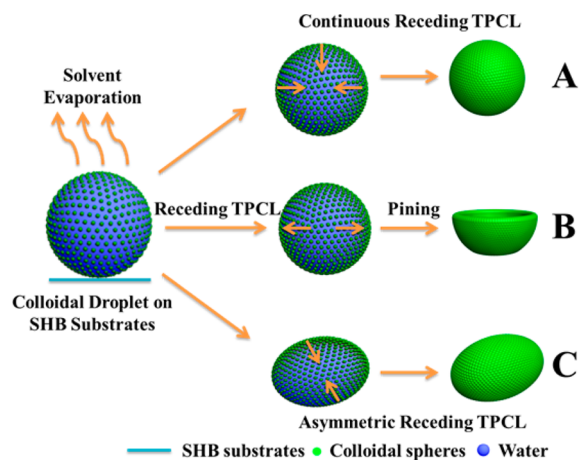 Continuous Receding TPCL
Solvent
Evaporation
A
Receding TPCL
Pining
B
Colloidal Droplet on
SHB Substrates
C
Asymmetric Receding TPCL
SHB substrates
Colloidal spheres
Water